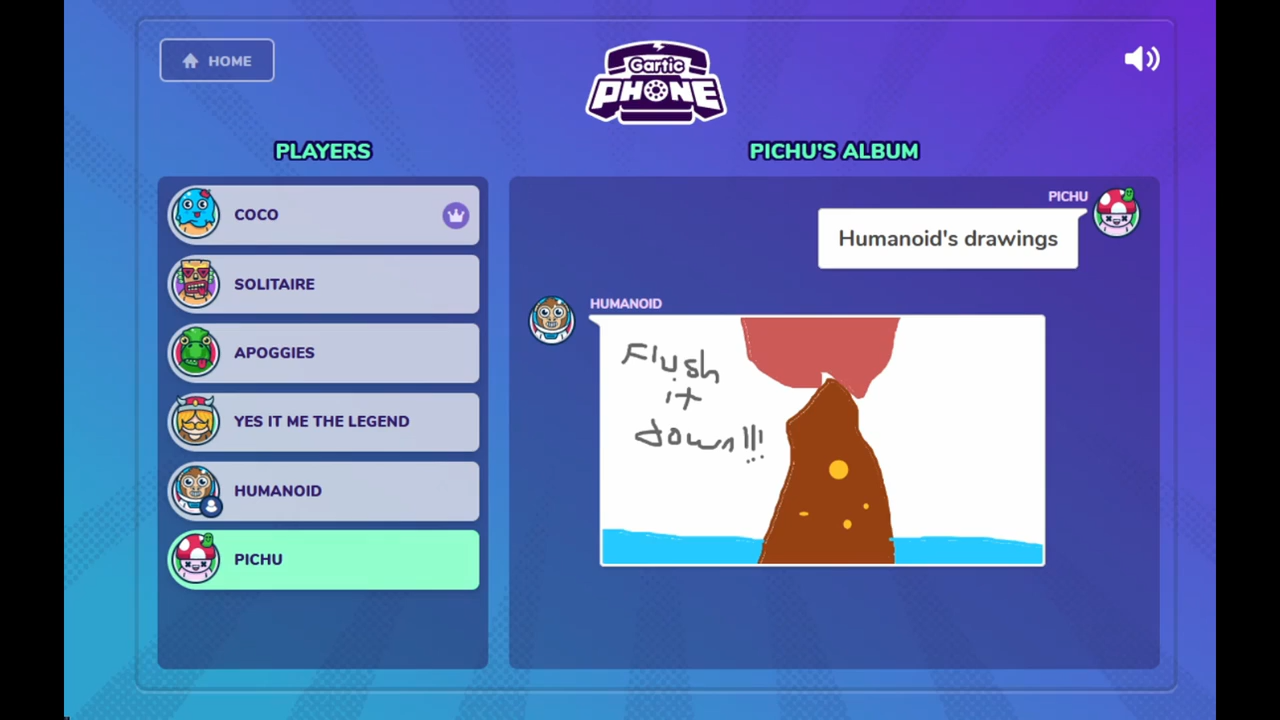 HOME
Gartic
PHONE
PLAYERS
COCO
SOLITAIRE
APOGGIES
YES IT ME THE LEGEND
HUMANOID
PICHU
PICHU'S ALBUM
PICHU
Humanoid's drawings
HUMANOID
Flush
it
down!!!